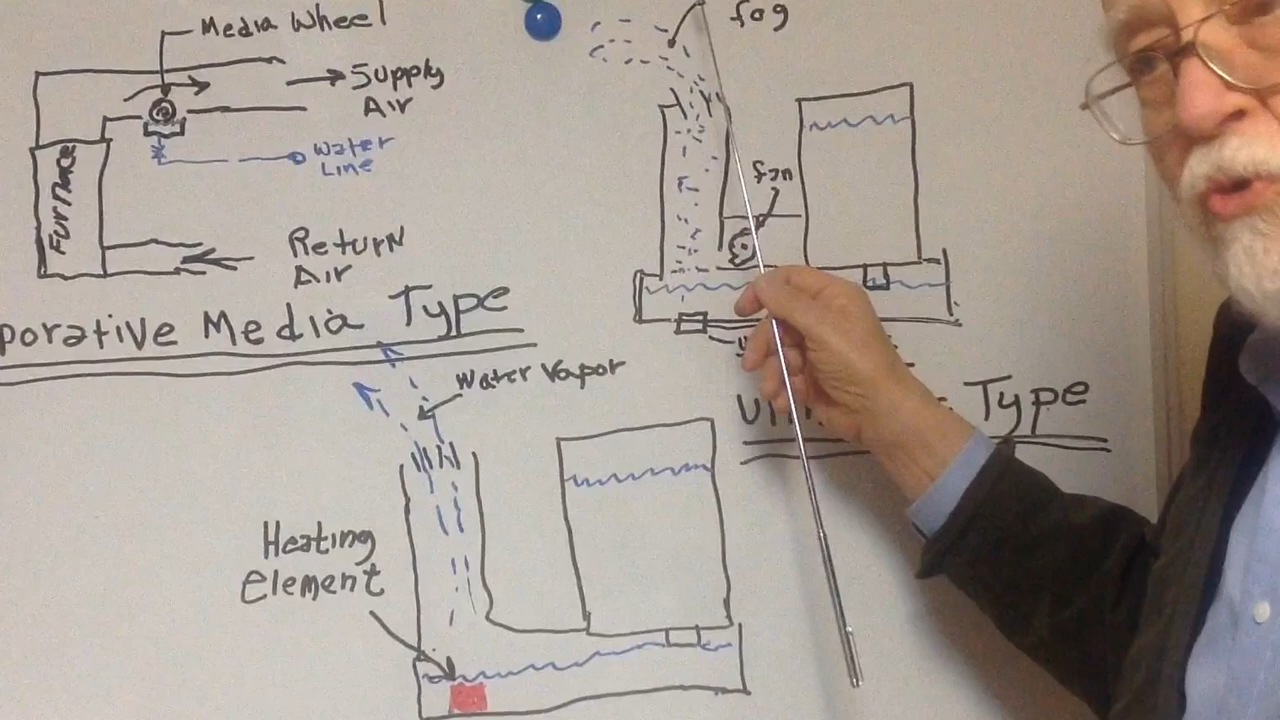 Media Wheel
Supply
Air
Water
Line
Furnace
Return
Air
porative Media Type
fog
fan
Type
Water Vapor
Heating
Element